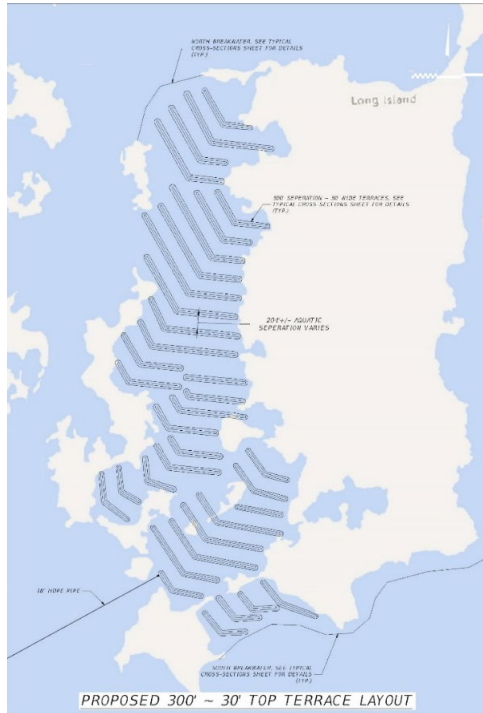 NORTH BREAKWATER, SEE TYPICAL
CROSS-SECTIONS SHEET FOR DETAILS
(TYP.)
Long Island
300' SEPERATION ~ 30' WIDE TERRACES, SEE
TYPICAL CROSS-SECTIONS SHEET FOR DETAILS
(TYP.)
204'+/- AQUATIC
SEPERATION VARIES
HDPE PIPE
BREAKWATER, SEE TYPICAL
CROSS-SECTIONS SHEET FOR DETAILS
(TYP.)
PROPOSED 300' ~ 30' TOP TERRACE LAYOUT